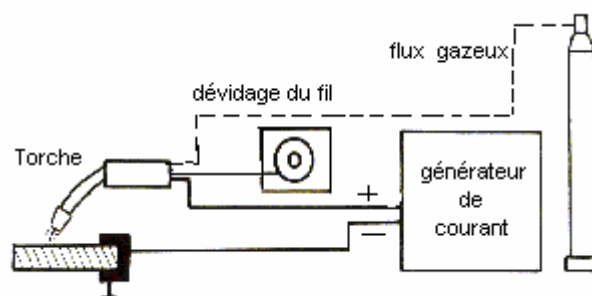 flux gazeux
dévidage du fil
Torche
+
générateur
de
courant
—